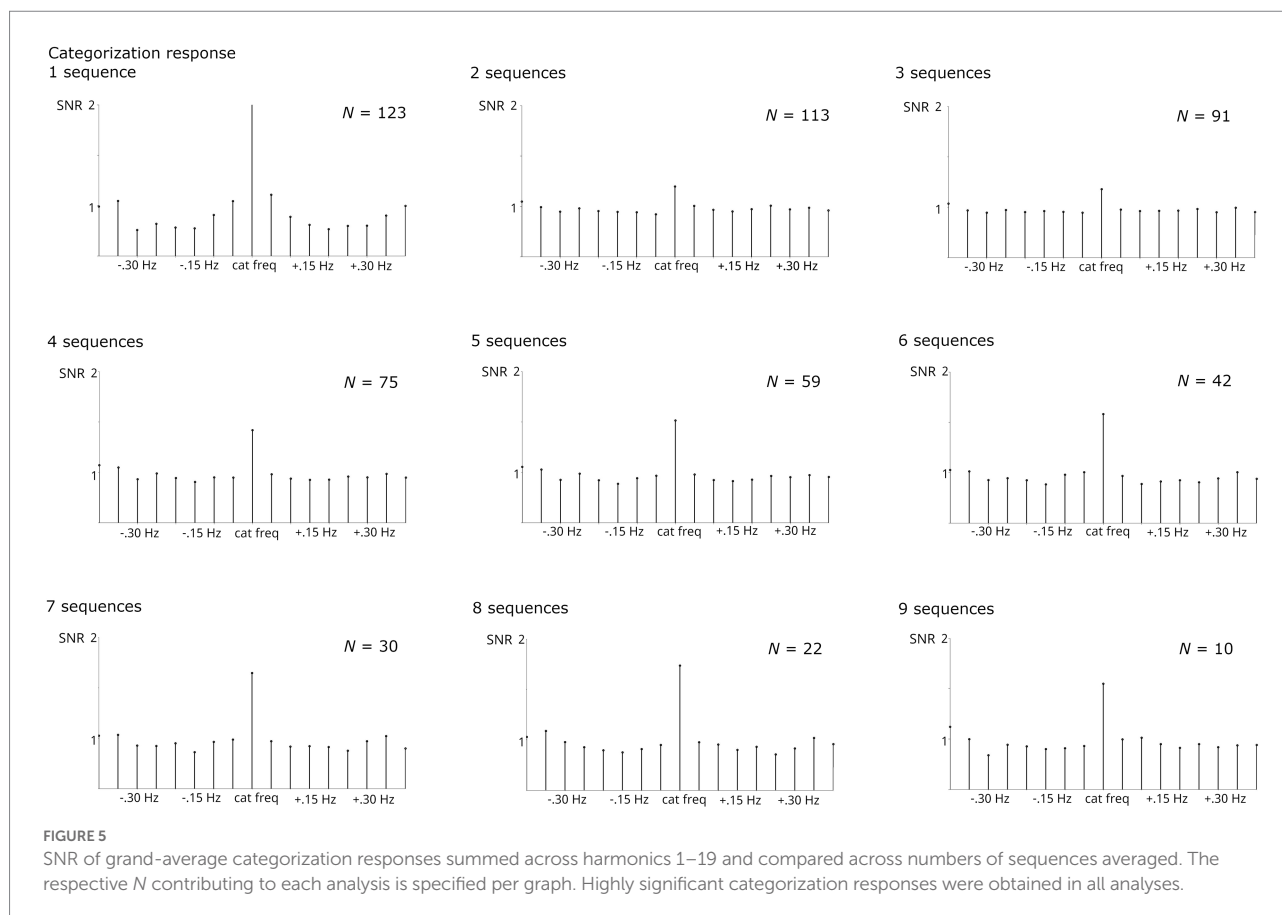 Categorization response
1 sequence
2 sequences
3 sequences
SNR 2
N = 123
SNR 2
N = 113
SNR 2
N = 91
1
1
1
-.30 Hz -.15 Hz cat freq +.15 Hz +.30 Hz
-.30 Hz -.15 Hz cat freq +.15 Hz +.30 Hz
-.30 Hz -.15 Hz cat freq +.15 Hz +.30 Hz
4 sequences
5 sequences
6 sequences
SNR 2
N = 75
SNR 2
N = 59
SNR 2
N = 42
1
1
1
-.30 Hz -.15 Hz cat freq +.15 Hz +.30 Hz
-.30 Hz -.15 Hz cat freq +.15 Hz +.30 Hz
-.30 Hz -.15 Hz cat freq +.15 Hz +.30 Hz
7 sequences
8 sequences
9 sequences
SNR 2
N = 30
SNR 2
N = 22
SNR 2
N = 10
1
1
1
-.30 Hz -.15 Hz cat freq +.15 Hz +.30 Hz
-.30 Hz -.15 Hz cat freq +.15 Hz +.30 Hz
-.30 Hz -.15 Hz cat freq +.15 Hz +.30 Hz
FIGURE 5
SNR of grand-average categorization responses summed across harmonics 1–19 and compared across numbers of sequences averaged. The
respective N contributing to each analysis is specified per graph. Highly significant categorization responses were obtained in all analyses.